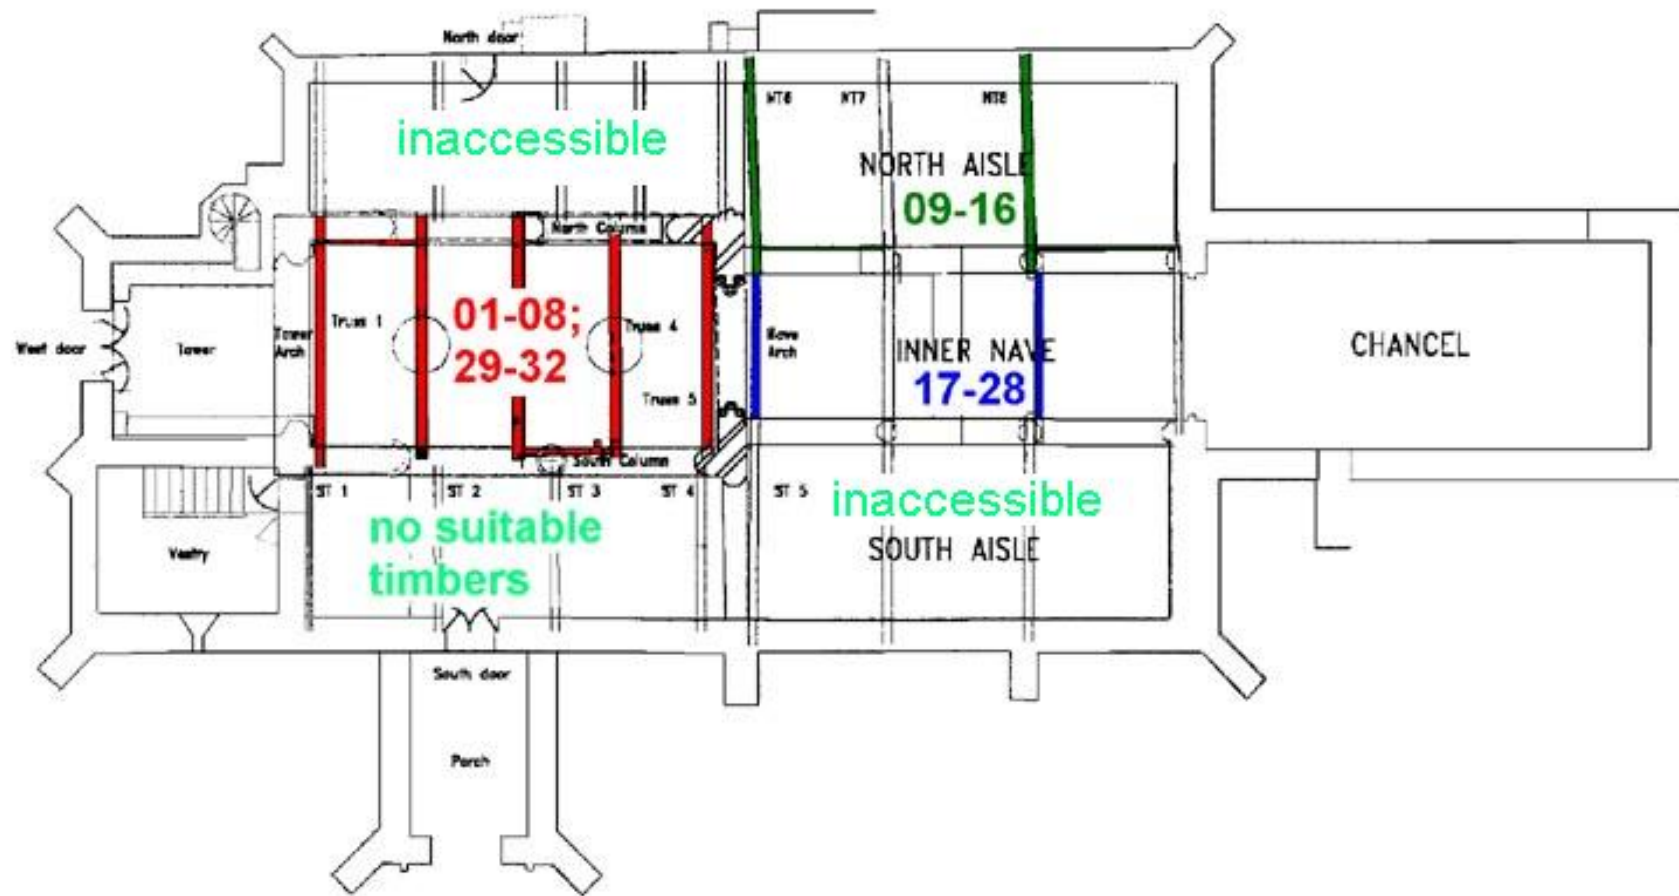 North door
NT6
NT7
NT8
inaccessible
NORTH AISLE
09-16
North Column
01-08;
29-32
Truss 1
Truss 4
Truss 5
West door
Tower
Tower
Arch
Nave
Arch
INNER NAVE
17-28
CHANCEL
South Column
ST 1
ST 2
ST 3
ST 4
ST 5
inaccessible
no suitable
timbers
SOUTH AISLE
Vestry
South door
Porch